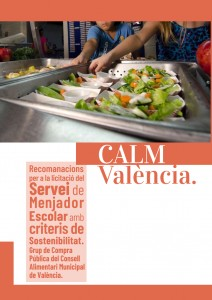 CALM
València.
Recomanacions
per a la licitació del
Servei de
Menjador
Escolar amb
criteris de
Sostenibilitat.
Grup de Compra
Pública del Consell
Alimentari Municipal
de València.